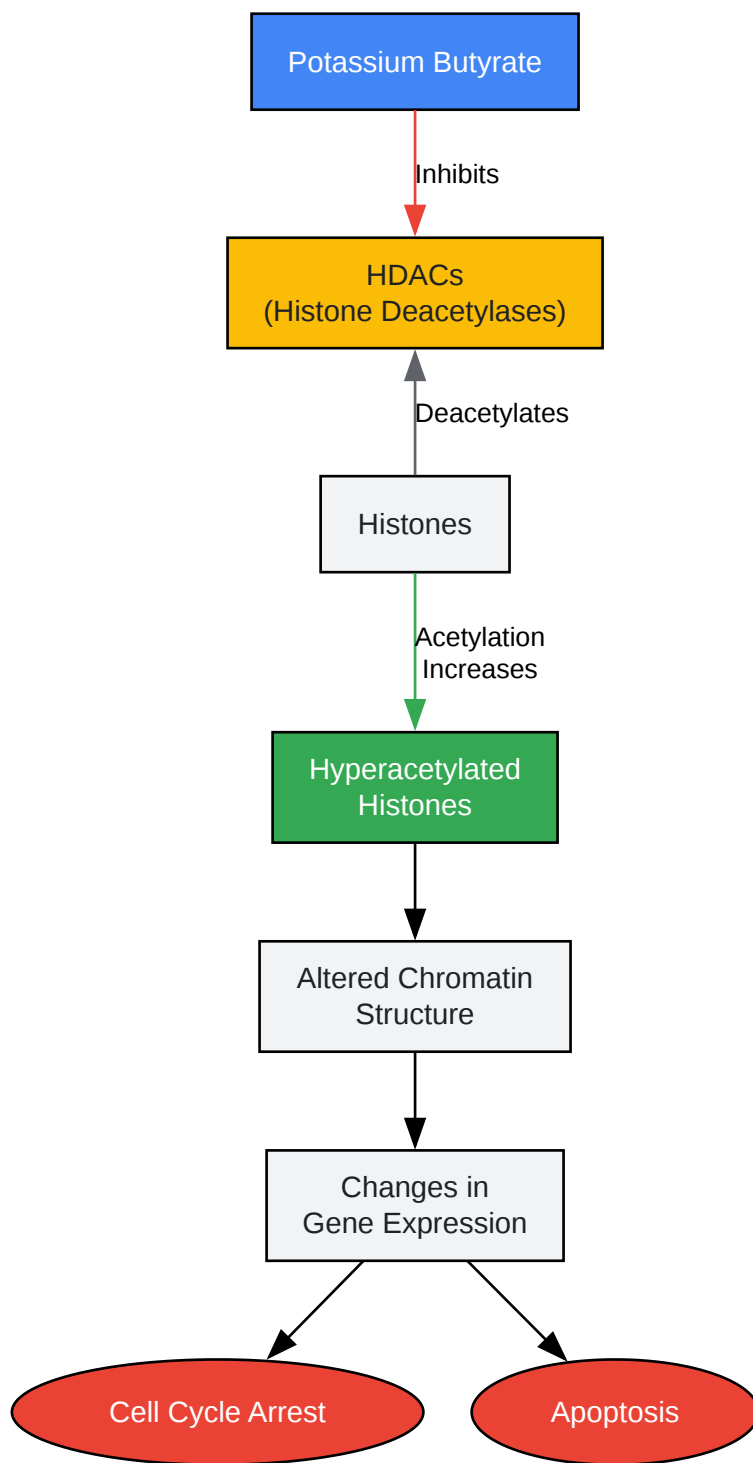 Potassium Butyrate
Inhibits
HDACs
(Histone Deacetylases)
Deacetylates
Histones
Acetylation
Increases
Hyperacetylated
Histones
Altered Chromatin
Structure
Changes in
Gene Expression
Cell Cycle Arrest
Apoptosis